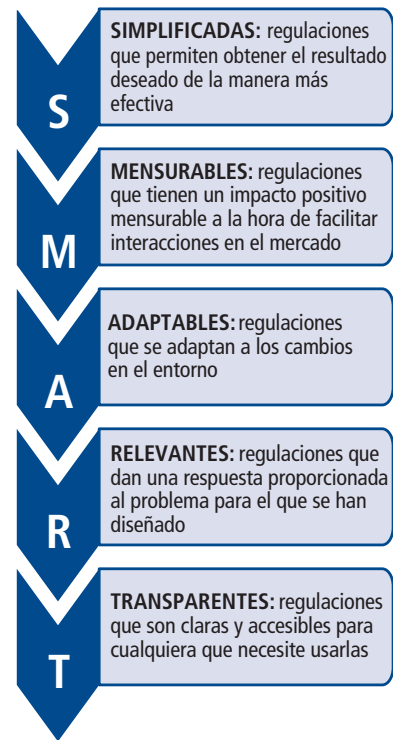 S
SIMPLIFICADAS: regulaciones
que permiten obtener el resultado
deseado de la manera más
efectiva
M
MENSURABLES: regulaciones
que tienen un impacto positivo
mensurable a la hora de facilitar
interacciones en el mercado
A
ADAPTABLES: regulaciones
que se adaptan a los cambios
en el entorno
R
RELEVANTES: regulaciones que
dan una respuesta proporcionada
al problema para el que se han
diseñado
T
TRANSPARENTES: regulaciones
que son claras y accesibles para
cualquiera que necesite usarlas